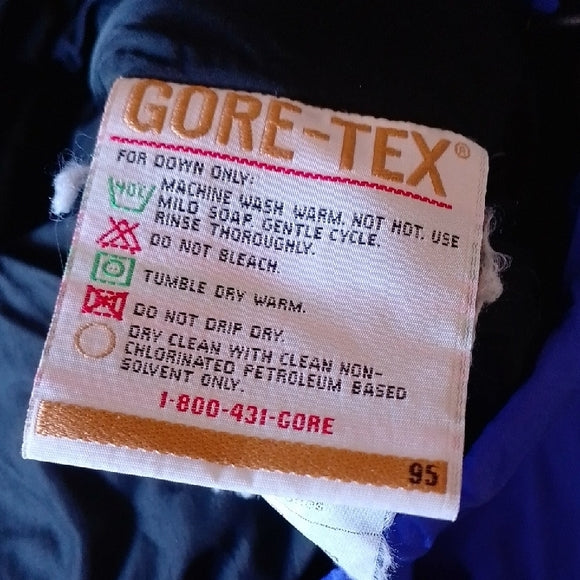 GORE-TEX®
FOR DOWN ONLY:
40C MACHINE WASH WARM, NOT HOT. USE
MILD SOAP. GENTLE CYCLE.
RINSE THOROUGHLY.
DO NOT BLEACH.
TUMBLE DRY WARM.
DO NOT DRIP DRY.
DRY CLEAN WITH CLEAN NON-
CHLORINATED PETROLEUM BASED
SOLVENT ONLY.
1-800-431-GORE
95